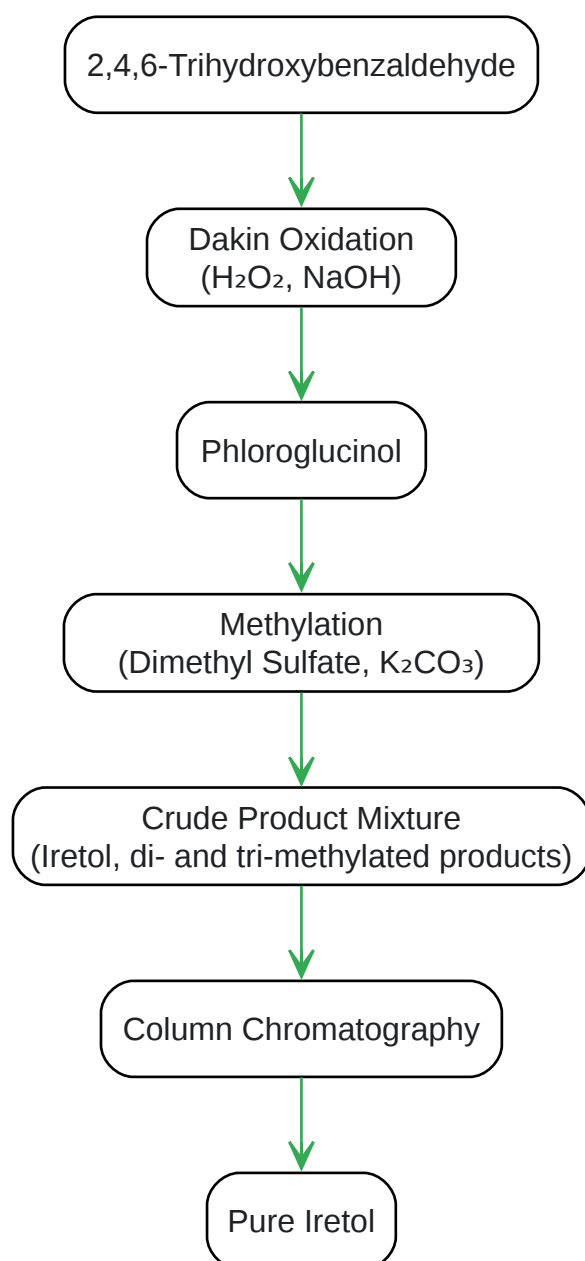 2,4,6-Trihydroxybenzaldehyde
Dakin Oxidation
(H₂O₂, NaOH)
Phloroglucinol
Methylation
(Dimethyl Sulfate, K₂CO₃)
Crude Product Mixture
(Iretol, di- and tri-methylated products)
Column Chromatography
Pure Iretol